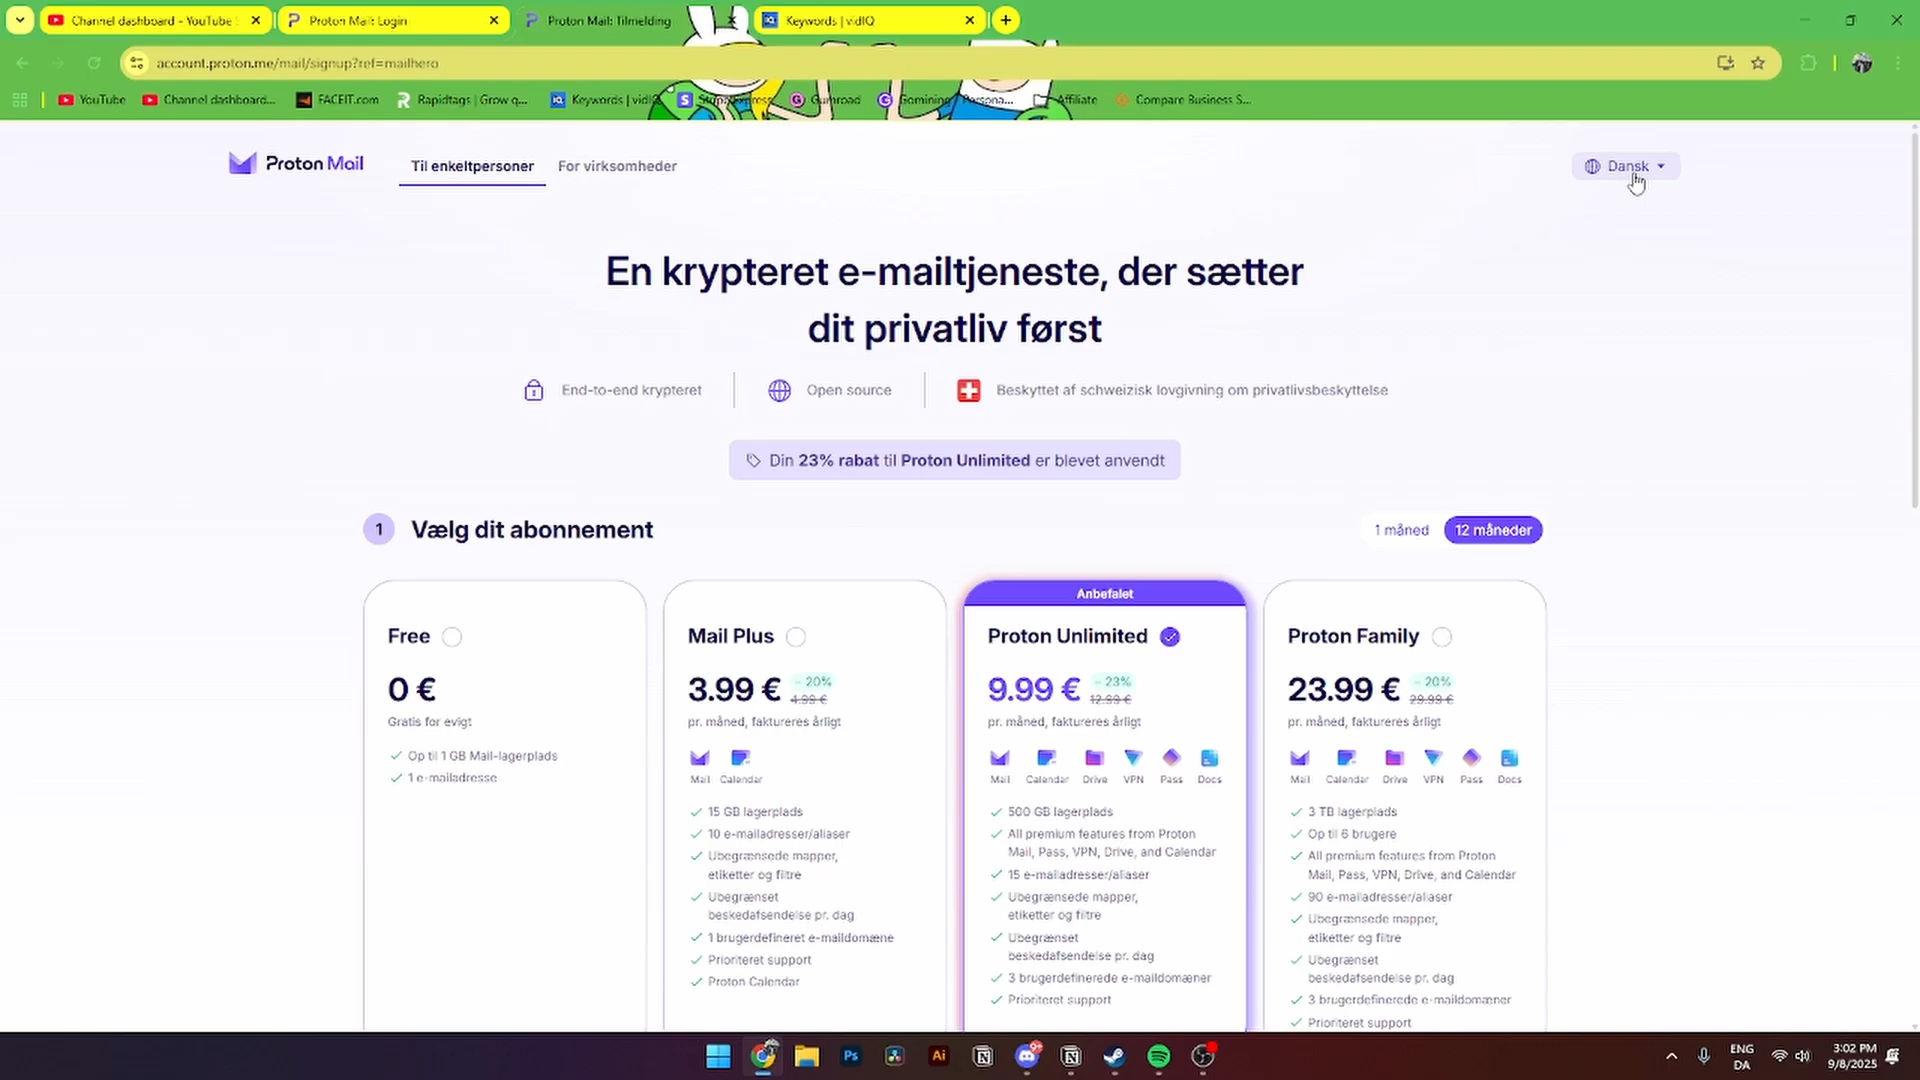 Channel dashboard - YouTube
Proton Mail: Login
Proton Mail: Tilmelding
Keywords | vidIQ
account.proton.me/mail/signup?ref=mailhero
YouTube
Channel dashboard...
FACEIT.com
Rapidtags | Grow q...
Keywords | vidIQ
Gumroad
Gomining
Persona...
Affiliate
Compare Business S...
Proton Mail
Til enkeltpersoner
For virksomheder
Dansk
En krypteret e-mailtjeneste, der sætter
dit privatliv først
End-to-end krypteret
Open source
Beskyttet af schweizisk lovgivning om privatlivsbeskyttelse
Din 23% rabat til Proton Unlimited er blevet anvendt
1 Vælg dit abonnement
1 måned
12 måneder
Free
0 €
Gratis for evigt
Op til 1 GB Mail-lagerplads
1 e-mailadresse
Mail Plus
3.99 €
- 20%
4.99 €
pr. måned, faktureres årligt
Mail
Calendar
15 GB lagerplads
10 e-mailadresser/aliaser
Ubegrænsede mapper,
etiketter og filtre
Ubegrænset
beskedafsendelse pr. dag
1 brugerdefineret e-maildomæne
Prioriteret support
Proton Calendar
Anbefalet
Proton Unlimited
9.99 €
- 23%
12.99 €
pr. måned, faktureres årligt
Mail
Calendar
Drive
VPN
Pass
Docs
500 GB lagerplads
All premium features from Proton
Mail, Pass, VPN, Drive, and Calendar
15 e-mailadresser/aliaser
Ubegrænsede mapper,
etiketter og filtre
Ubegrænset
beskedafsendelse pr. dag
3 brugerdefinerede e-maildomæner
Prioriteret support
Proton Family
23.99 €
- 20%
29.99 €
pr. måned, faktureres årligt
Mail
Calendar
Drive
VPN
Pass
Docs
3 TB lagerplads
Op til 6 brugere
All premium features from Proton
Mail, Pass, VPN, Drive, and Calendar
90 e-mailadresser/aliaser
Ubegrænsede mapper,
etiketter og filtre
Ubegrænset
beskedafsendelse pr. dag
3 brugerdefinerede e-maildomæner
Prioriteret support
Ps
Ai
ENG
DA
3:02 PM
9/8/2025